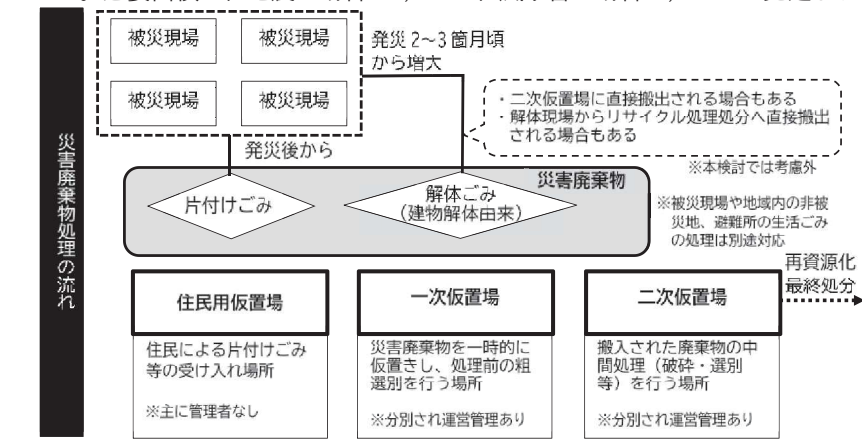 災害廃棄物処理の流れ
被災現場
被災現場
被災現場
被災現場
発災2~3箇月頃
から増大
・二次仮置場に直接搬出される場合もある
・解体現場からリサイクル処理処分へ直接搬出
される場合もある
※本検討では考慮外
発災後から
災害廃棄物
片付けごみ
解体ごみ
(建物解体由来)
※被災現場や地域内の非被
災地、避難所の生活ごみ
の処理は別途対応
再資源化
最終処分
住民用仮置場
住民による片付けごみ
等の受け入れ場所
※主に管理者なし
一次仮置場
災害廃棄物を一時的に
仮置きし、処理前の粗
選別を行う場所
※分別され運営管理あり
二次仮置場
搬入された廃棄物の中
間処理（破砕・選別
等）を行う場所
※分別され運営管理あり